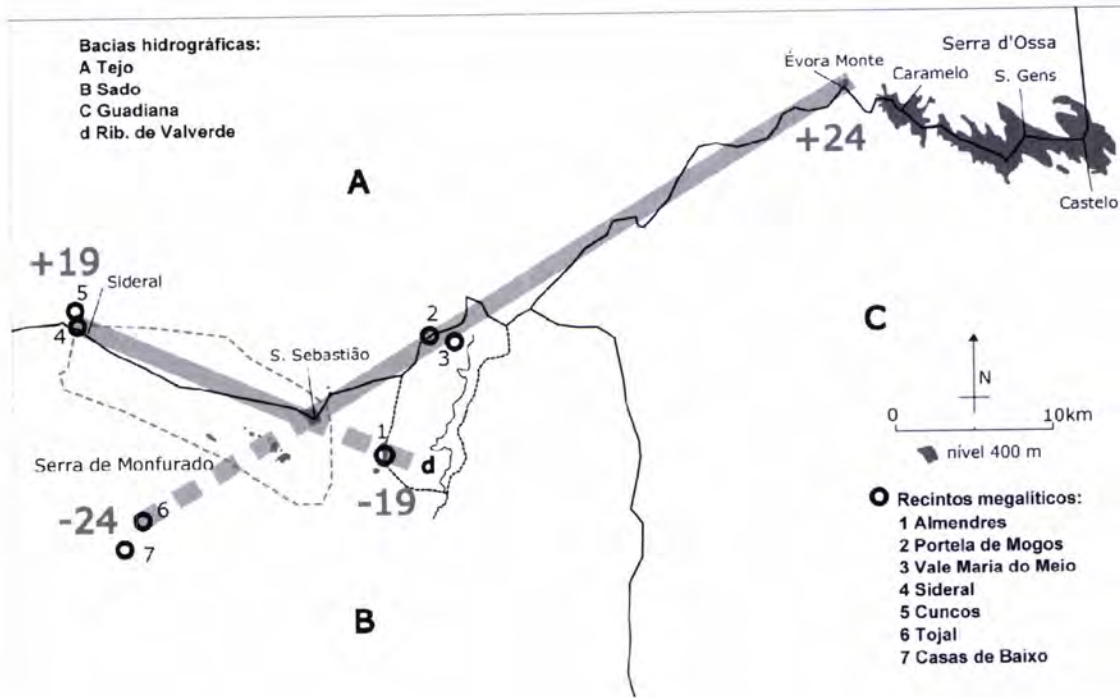 Bacias hidrográficas:
A Tejo
B Sado
C Guadiana
d Rib. de Valverde
Serra d'Ossa
Évora Monte
Caramelo
S. Gens
+24
A
Castelo
+19
5
Sideral
4
2
3
C
S. Sebastião
N
0
10km
1
d
nível 400 m
Serra de Monfurado
-19
-24
6
7
B
Recintos megalíticos:
1 Almendres
2 Portela de Mogos
3 Vale Maria do Meio
4 Sideral
5 Cuncos
6 Tojal
7 Casas de Baixo